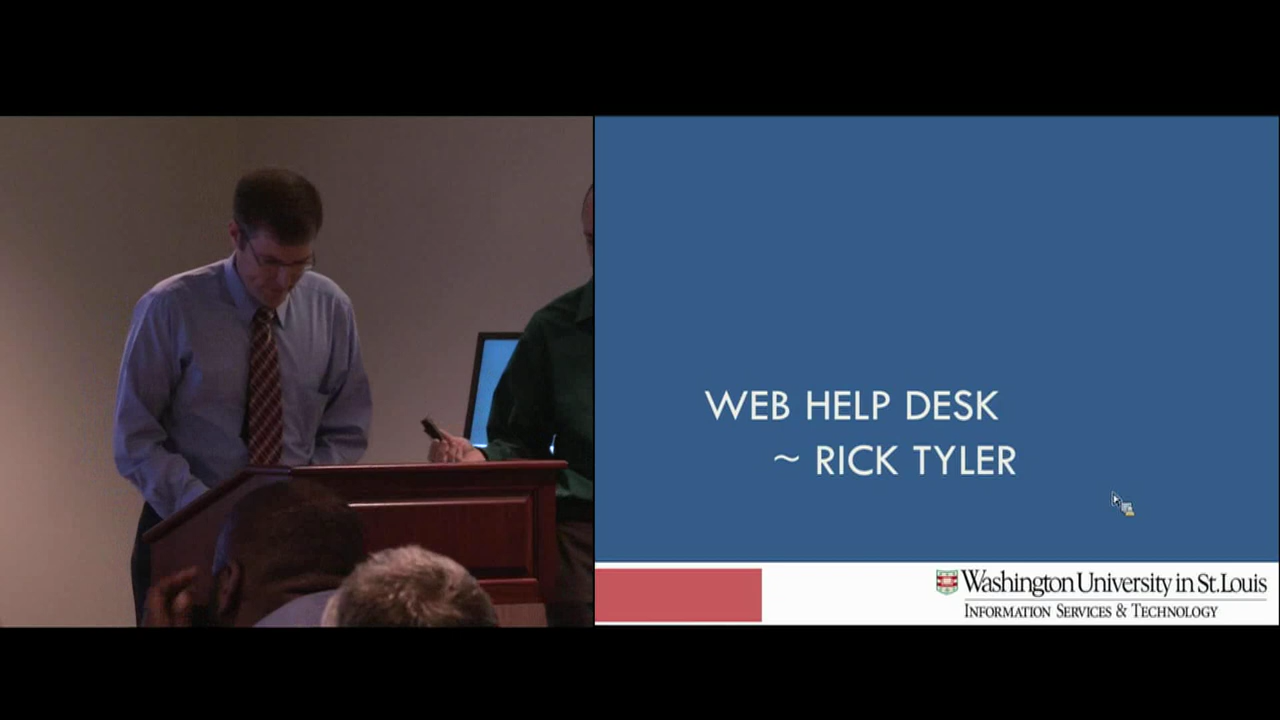 WEB HELP DESK
~ RICK TYLER
Washington University in St. Louis
INFORMATION SERVICES & TECHNOLOGY